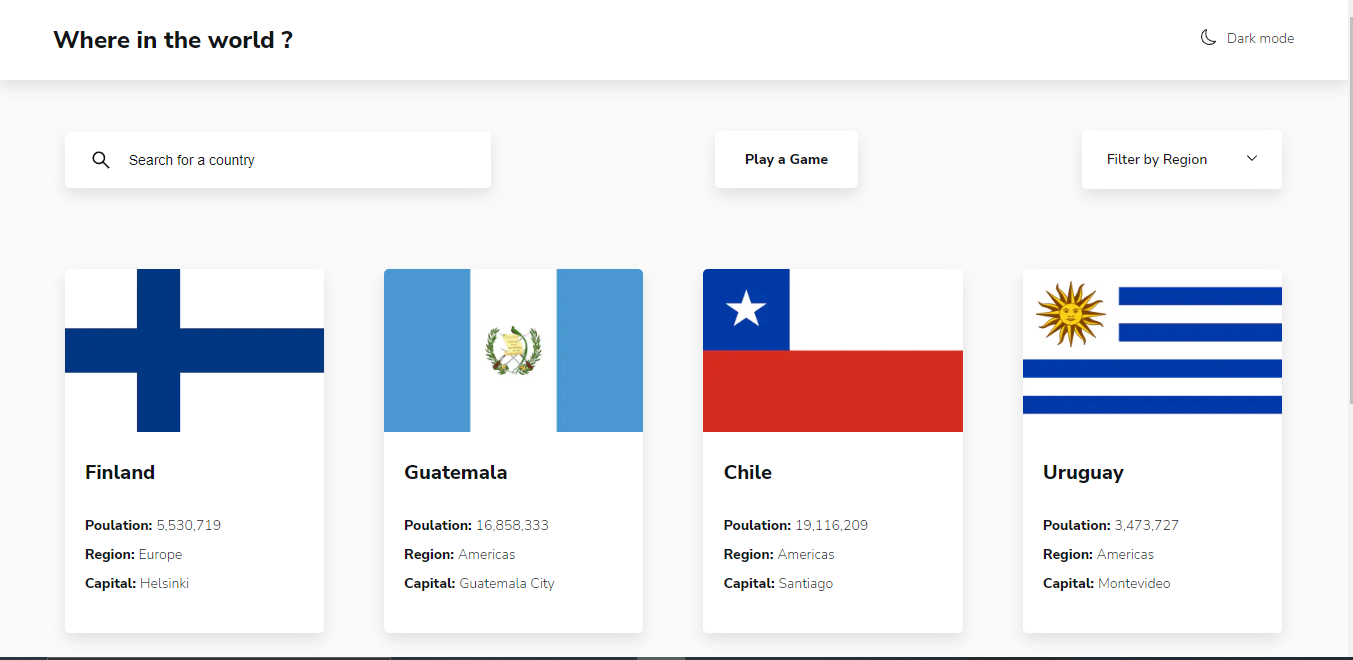 Where in the world ?
Dark mode
Search for a country
Play a Game
Filter by Region
Finland
Poulation: 5,530,719
Region: Europe
Capital: Helsinki
Guatemala
Poulation: 16,858,333
Region: Americas
Capital: Guatemala City
Chile
Poulation: 19,116,209
Region: Americas
Capital: Santiago
Uruguay
Poulation: 3,473,727
Region: Americas
Capital: Montevideo